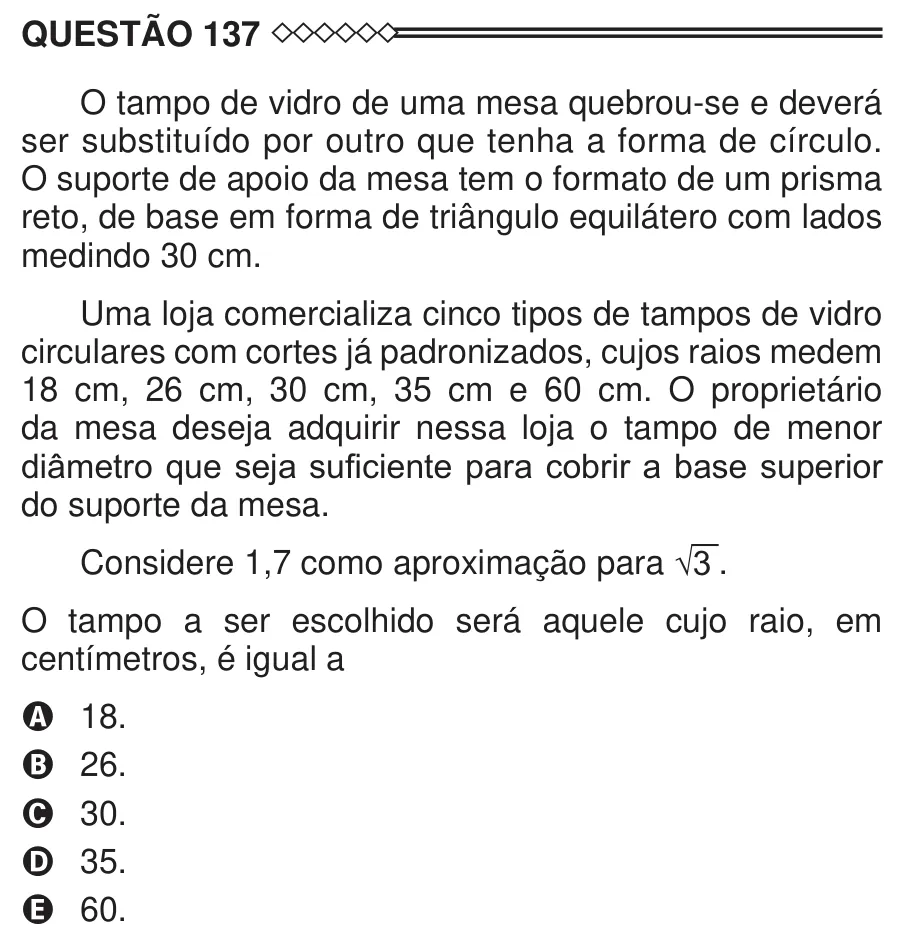 QUESTÃO 137
O tampo de vidro de uma mesa quebrou-se e deverá
ser substituído por outro que tenha a forma de círculo.
O suporte de apoio da mesa tem o formato de um prisma
reto, de base em forma de triângulo equilátero com lados
medindo 30 cm.
Uma loja comercializa cinco tipos de tampos de vidro
circulares com cortes já padronizados, cujos raios medem
18 cm, 26 cm, 30 cm, 35 cm e 60 cm. O proprietário
da mesa deseja adquirir nessa loja o tampo de menor
diâmetro que seja suficiente para cobrir a base superior
do suporte da mesa.
Considere 1,7 como aproximação para √3.
O tampo a ser escolhido será aquele cujo raio, em
centímetros, é igual a
A 18.
B 26.
C 30.
D 35.
E 60.